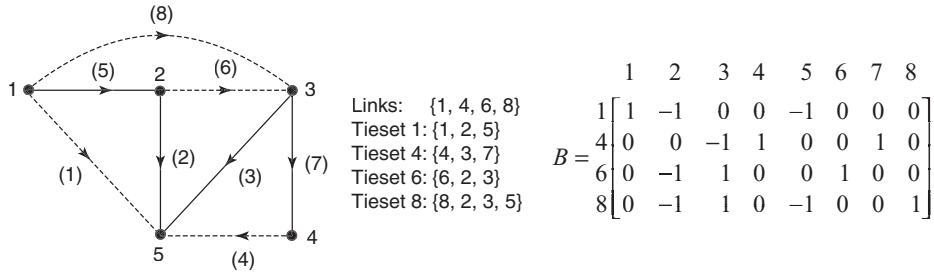 (8)
1 (5) 2 (6) 3
(1) (2) (3) (7)
5 (4) 4
Links: {1, 4, 6, 8}
Tieset 1: {1, 2, 5}
Tieset 4: {4, 3, 7}
Tieset 6: {6, 2, 3}
Tieset 8: {8, 2, 3, 5}
1 2 3 4 5 6 7 8
1 1 -1 0 0 -1 0 0 0
B = 4 0 0 -1 1 0 0 1 0
6 0 -1 1 0 0 1 0 0
8 0 -1 1 0 -1 0 0 1